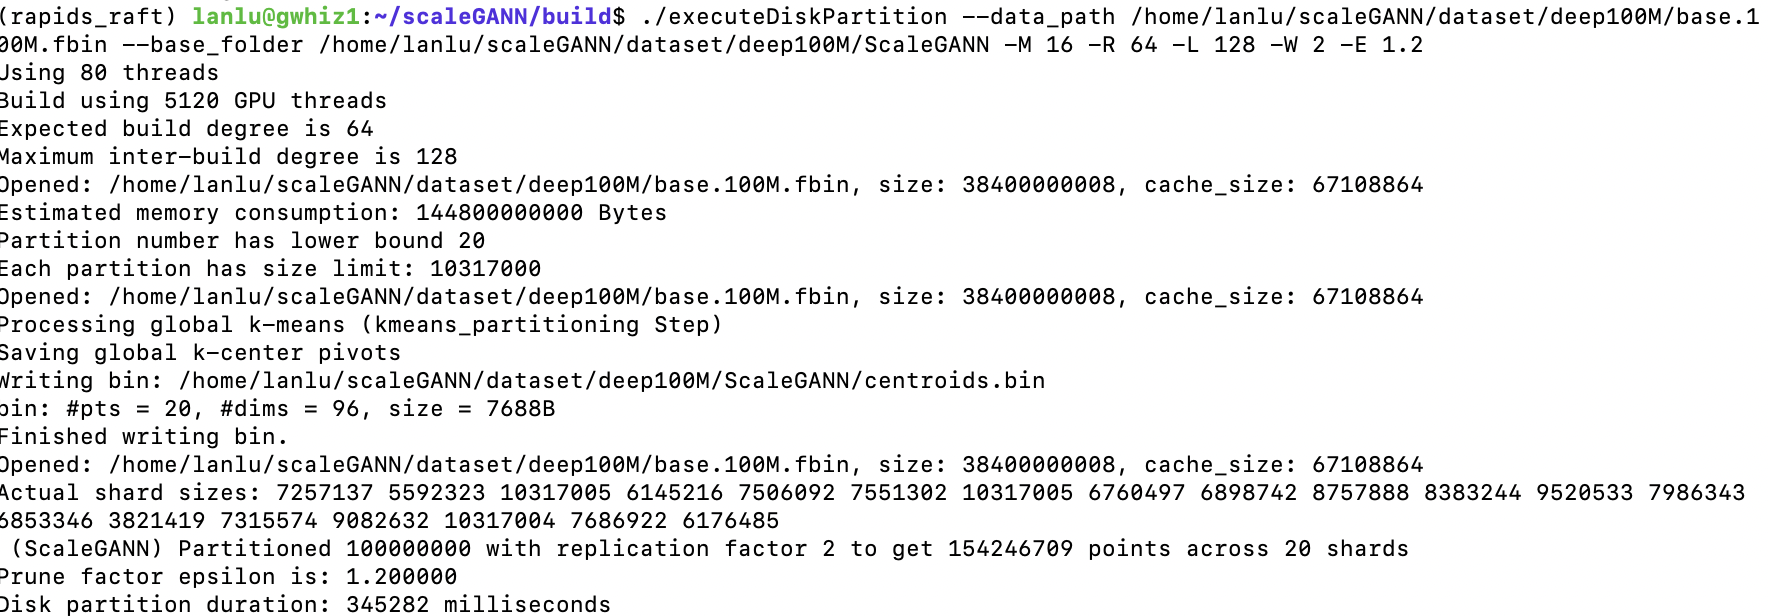 (rapids_raft) lanlu@gwhiz1:~/scaleGANN/build$ ./executeDiskPartition --data_path /home/lanlu/scaleGANN/dataset/deep100M/base.1
00M.fbin --base_folder /home/lanlu/scaleGANN/dataset/deep100M/ScaleGANN -M 16 -R 64 -L 128 -W 2 -E 1.2
Using 80 threads
Build using 5120 GPU threads
Expected build degree is 64
Maximum inter-build degree is 128
Opened: /home/lanlu/scaleGANN/dataset/deep100M/base.100M.fbin, size: 38400000008, cache_size: 67108864
Estimated memory consumption: 144800000000 Bytes
Partition number has lower bound 20
Each partition has size limit: 10317000
Opened: /home/lanlu/scaleGANN/dataset/deep100M/base.100M.fbin, size: 38400000008, cache_size: 67108864
Processing global k-means (kmeans_partitioning Step)
Saving global k-center pivots
Writing bin: /home/lanlu/scaleGANN/dataset/deep100M/ScaleGANN/centroids.bin
bin: #pts = 20, #dims = 96, size = 7688B
Finished writing bin.
Opened: /home/lanlu/scaleGANN/dataset/deep100M/base.100M.fbin, size: 38400000008, cache_size: 67108864
Actual shard sizes: 7257137 5592323 10317005 6145216 7506092 7551302 10317005 6760497 6898742 8757888 8383244 9520533 7986343
6853346 3821419 7315574 9082632 10317004 7686922 6176485
(ScaleGANN) Partitioned 100000000 with replication factor 2 to get 154246709 points across 20 shards
Prune factor epsilon is: 1.200000
Disk partition duration: 345282 milliseconds